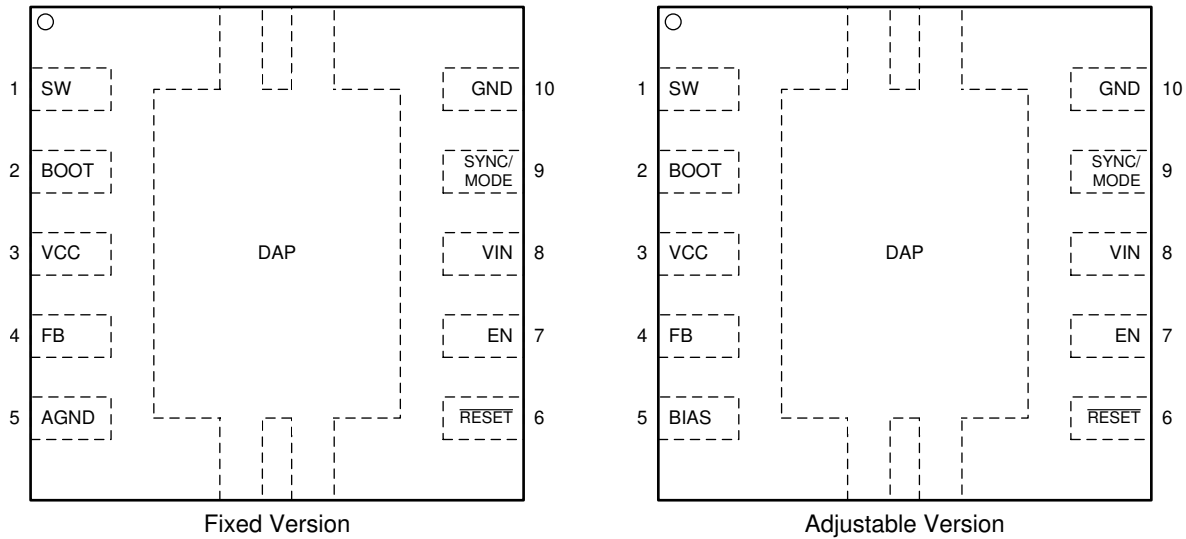 1 SW GND 10
2 BOOT SYNC/
MODE 9
3 VCC DAP VIN 8
4 FB EN 7
5 AGND RESET 6
Fixed Version
1 SW GND 10
2 BOOT SYNC/
MODE 9
3 VCC DAP VIN 8
4 FB EN 7
5 BIAS RESET 6
Adjustable Version